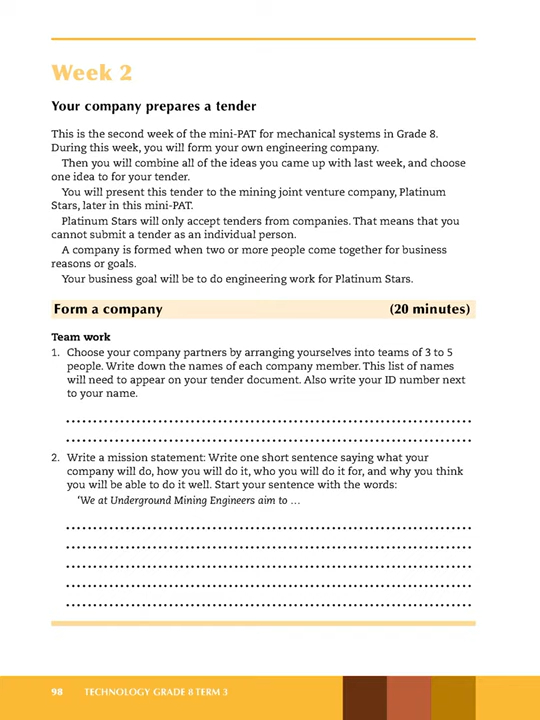 Week 2
Your company prepares a tender
This is the second week of the mini-PAT for mechanical systems in Grade 8.
During this week, you will form your own engineering company.
Then you will combine all of the ideas you came up with last week, and choose
one idea to for your tender.
You will present this tender to the mining joint venture company, Platinum
Stars, later in this mini-PAT.
Platinum Stars will only accept tenders from companies. That means that you
cannot submit a tender as an individual person.
A company is formed when two or more people come together for business
reasons or goals.
Your business goal will be to do engineering work for Platinum Stars.
Form a company (20 minutes)
Team work
1. Choose your company partners by arranging yourselves into teams of 3 to 5
people. Write down the names of each company member. This list of names
will need to appear on your tender document. Also write your ID number next
to your name.
2. Write a mission statement: Write one short sentence saying what your
company will do, how you will do it, who you will do it for, and why you think
you will be able to do it well. Start your sentence with the words:
‘We at Underground Mining Engineers aim to …
98 TECHNOLOGY GRADE 8 TERM 3